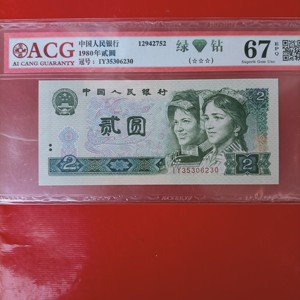 ACG
AI CANG GUARANTY
中国人民银行 12942752
1980年贰圆
冠号：IY35306230
绿 钻
(☆☆☆)
67 EPQ
Superb Gem Unc
中国人民银行
贰圆
2
2
IY35306230